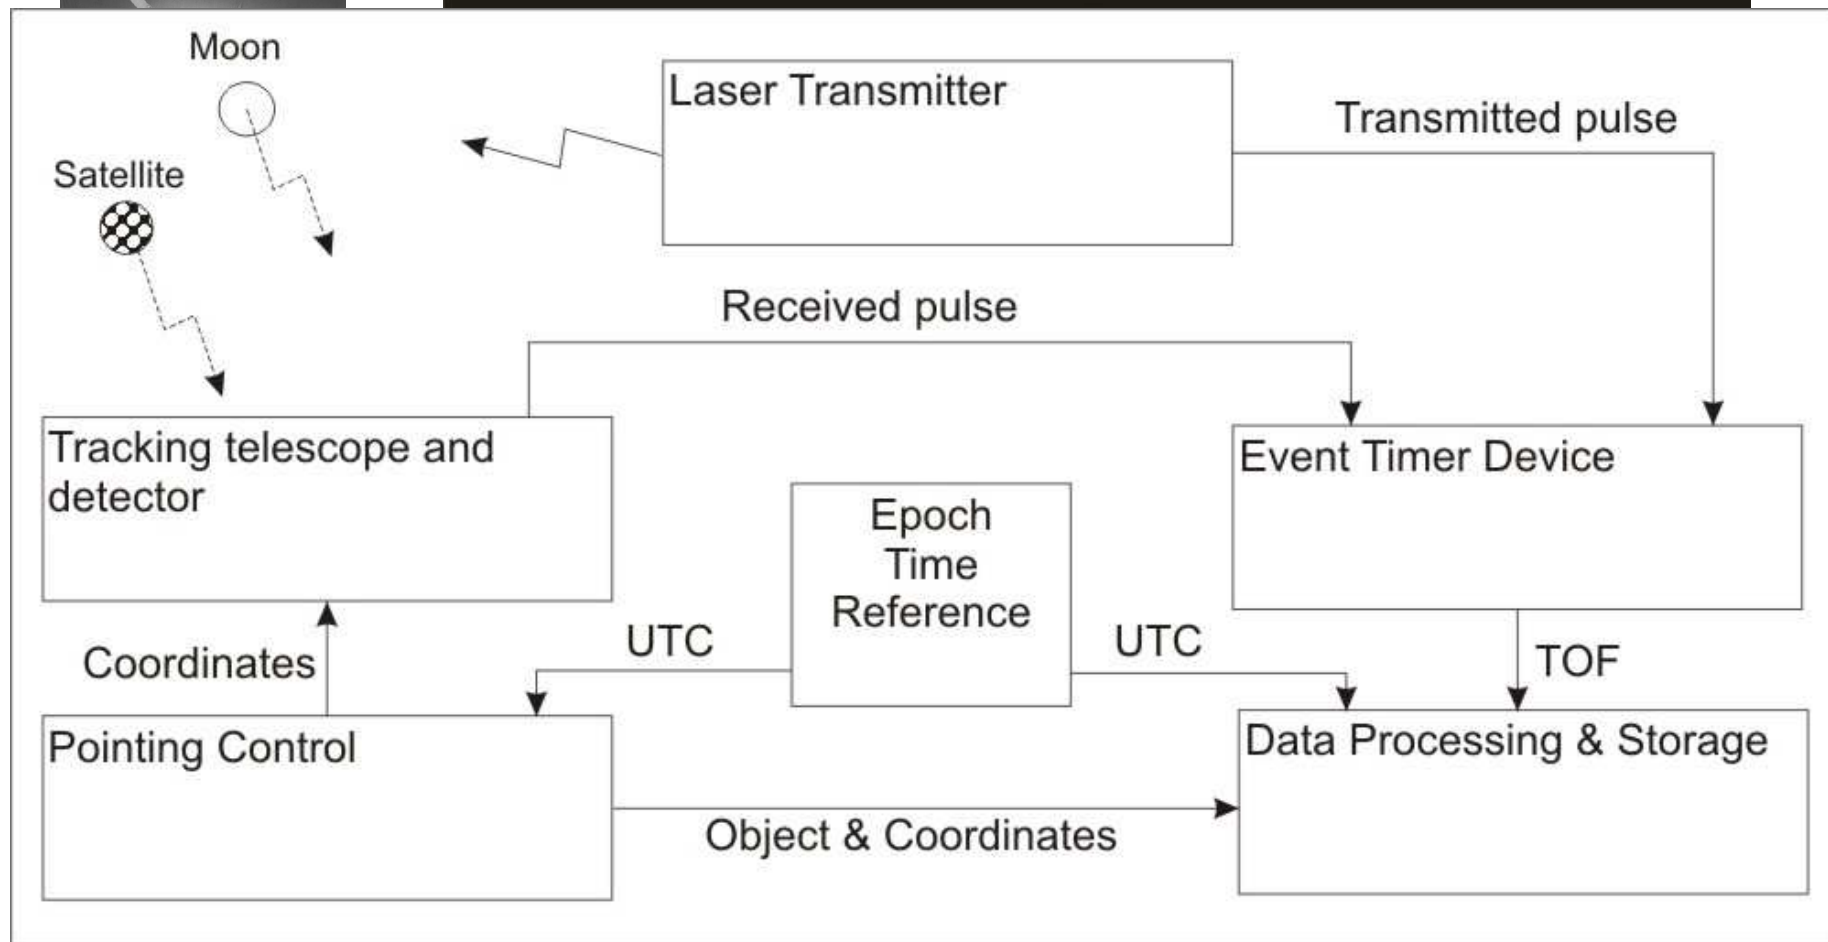 Moon
Laser Transmitter
Transmitted pulse
Satellite
Received pulse
Tracking telescope and
detector
Event Timer Device
Epoch
Time
Reference
UTC
UTC
Coordinates
TOF
Pointing Control
Data Processing & Storage
Object & Coordinates